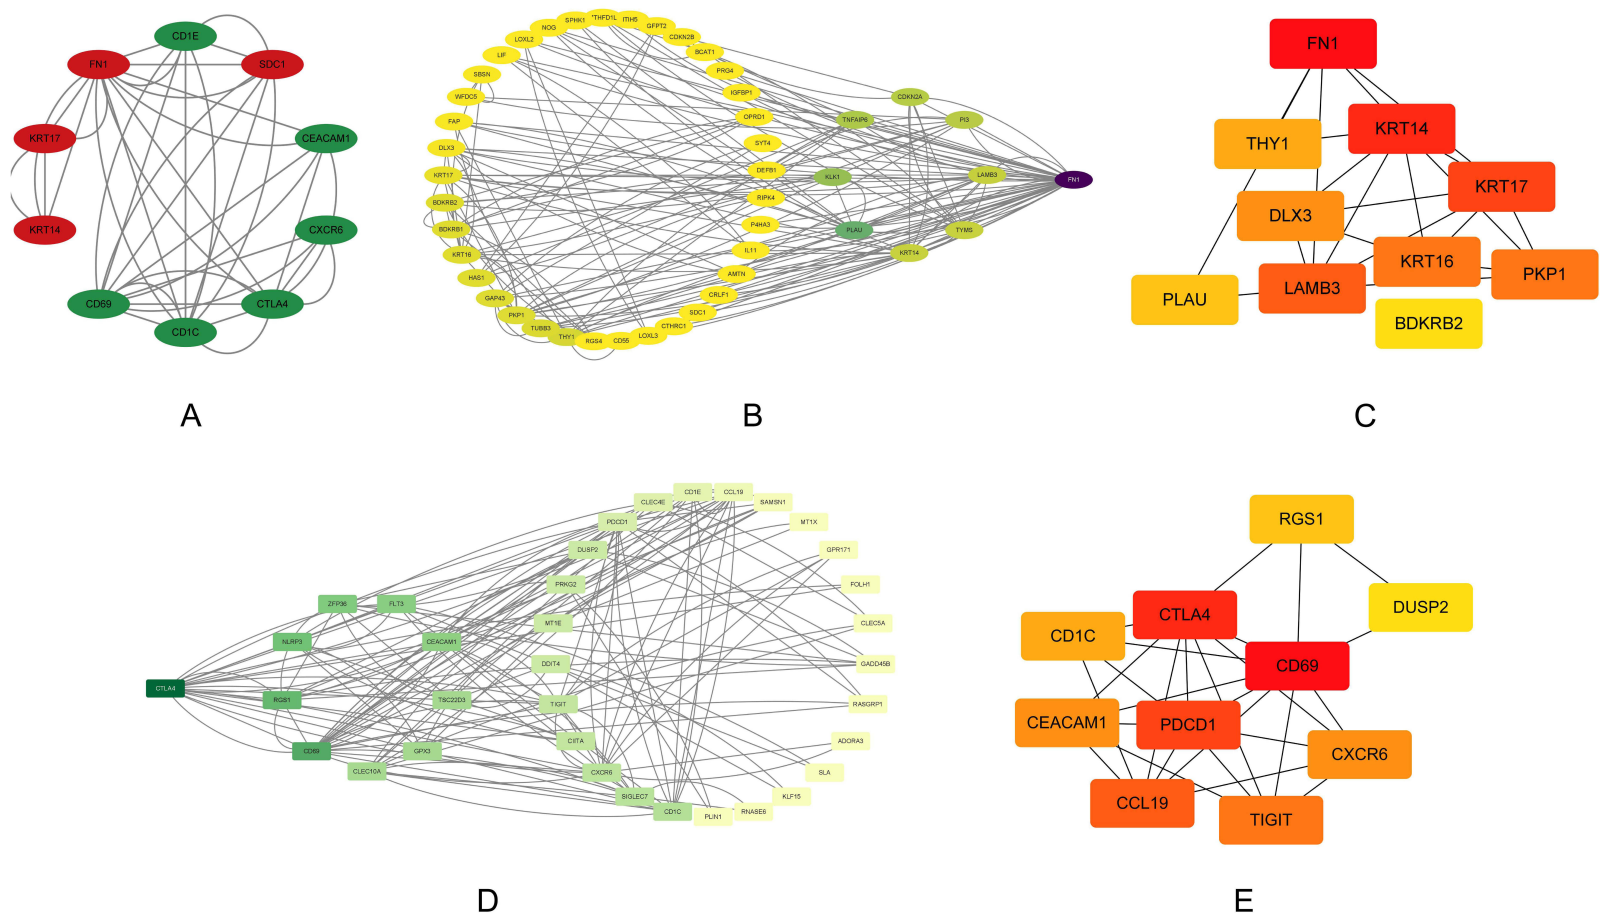 CD1E
FN1
SDC1
KRT17
CEACAM1
KRT14
CXCR6
CD69
CTLA4
CD1C
A
SPHK1
ITIH5
NOG
GFPT2
LOXL2
CDKN2B
LIF
BCAT1
SBSN
PRG4
WFDC5
IGFBP1
CDKN2A
FAP
OPRD1
TNFAIP6
PI3
DLX3
SYT4
KRT17
DEFB1
KLK1
LAMB3
FN1
BDKRB2
RIPK4
BDKRB1
P4HA3
PLAU
TYMS
KRT16
IL11
KRT14
HAS1
AMTN
GAP43
CRLF1
PKP1
SDC1
TUBB3
CTHRC1
THY1
RGS4
CD55
LOXL3
B
FN1
KRT14
THY1
KRT17
DLX3
KRT16
PKP1
PLAU
LAMB3
BDKRB2
C
CLEC4E
CD1E
CCL19
SAMSN1
PDCD1
MT1X
DUSP2
GPR171
PRKG2
FOLH1
ZFP36
FLT3
MT1E
CLEC5A
NLRP3
CEACAM1
DDIT4
GADD45B
CTLA4
RGS1
TSC22D3
TIGIT
RASGRP1
CD69
GPX3
CIITA
ADORA3
CLEC10A
CXCR6
SLA
SIGLEC7
KLF15
CD1C
PLIN1
RNASE6
D
RGS1
DUSP2
CTLA4
CD1C
CD69
CEACAM1
PDCD1
CXCR6
CCL19
TIGIT
E